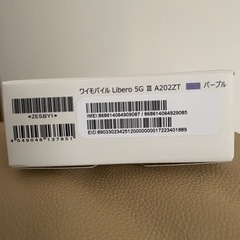 ワイモバイル Libero 5G Ⅲ A202ZT パープル
*ZESBY1*
IMEI:868614064909087 / 868614064929085
EID:89033023425120000000017223401889
4549046137951